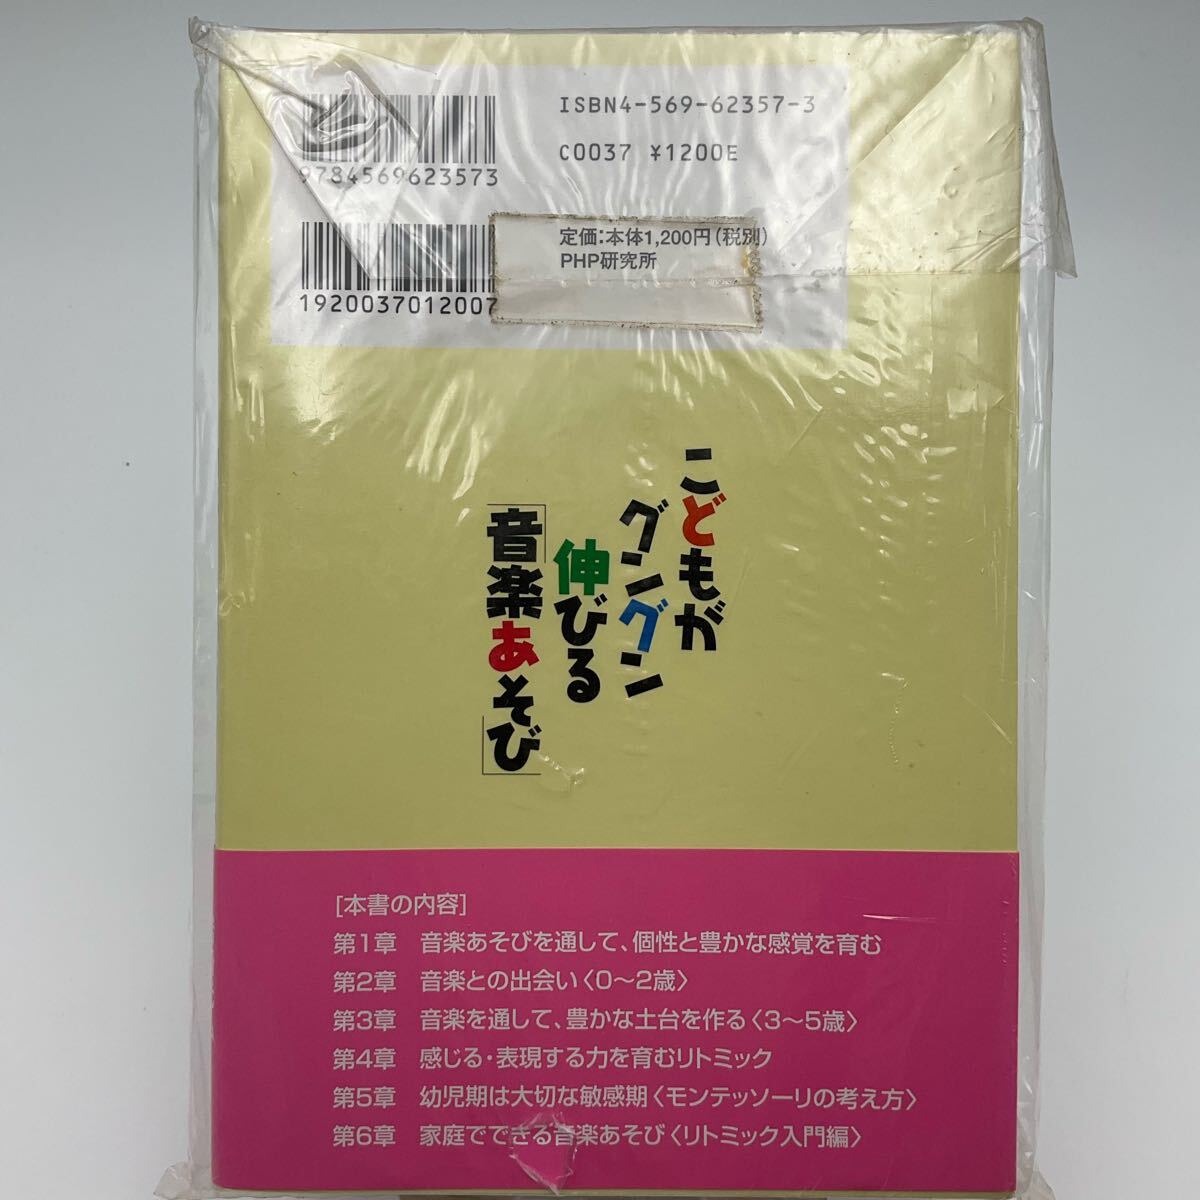 ISBN4-569-62357-3
C0037 ¥1200E
9784569623573
1920037012007
定価:本体1,200円(税別)
PHP研究所
こどもが
グングン
伸びる
「音楽あそび」
[本書の内容]
第1章 音楽あそびを通して、個性と豊かな感覚を育む
第2章 音楽との出会い〈0〜2歳〉
第3章 音楽を通して、豊かな土台を作る〈3〜5歳〉
第4章 感じる・表現する力を育むリトミック
第5章 幼児期は大切な敏感期〈モンテッソーリの考え方〉
第6章 家庭でできる音楽あそび〈リトミック入門編〉